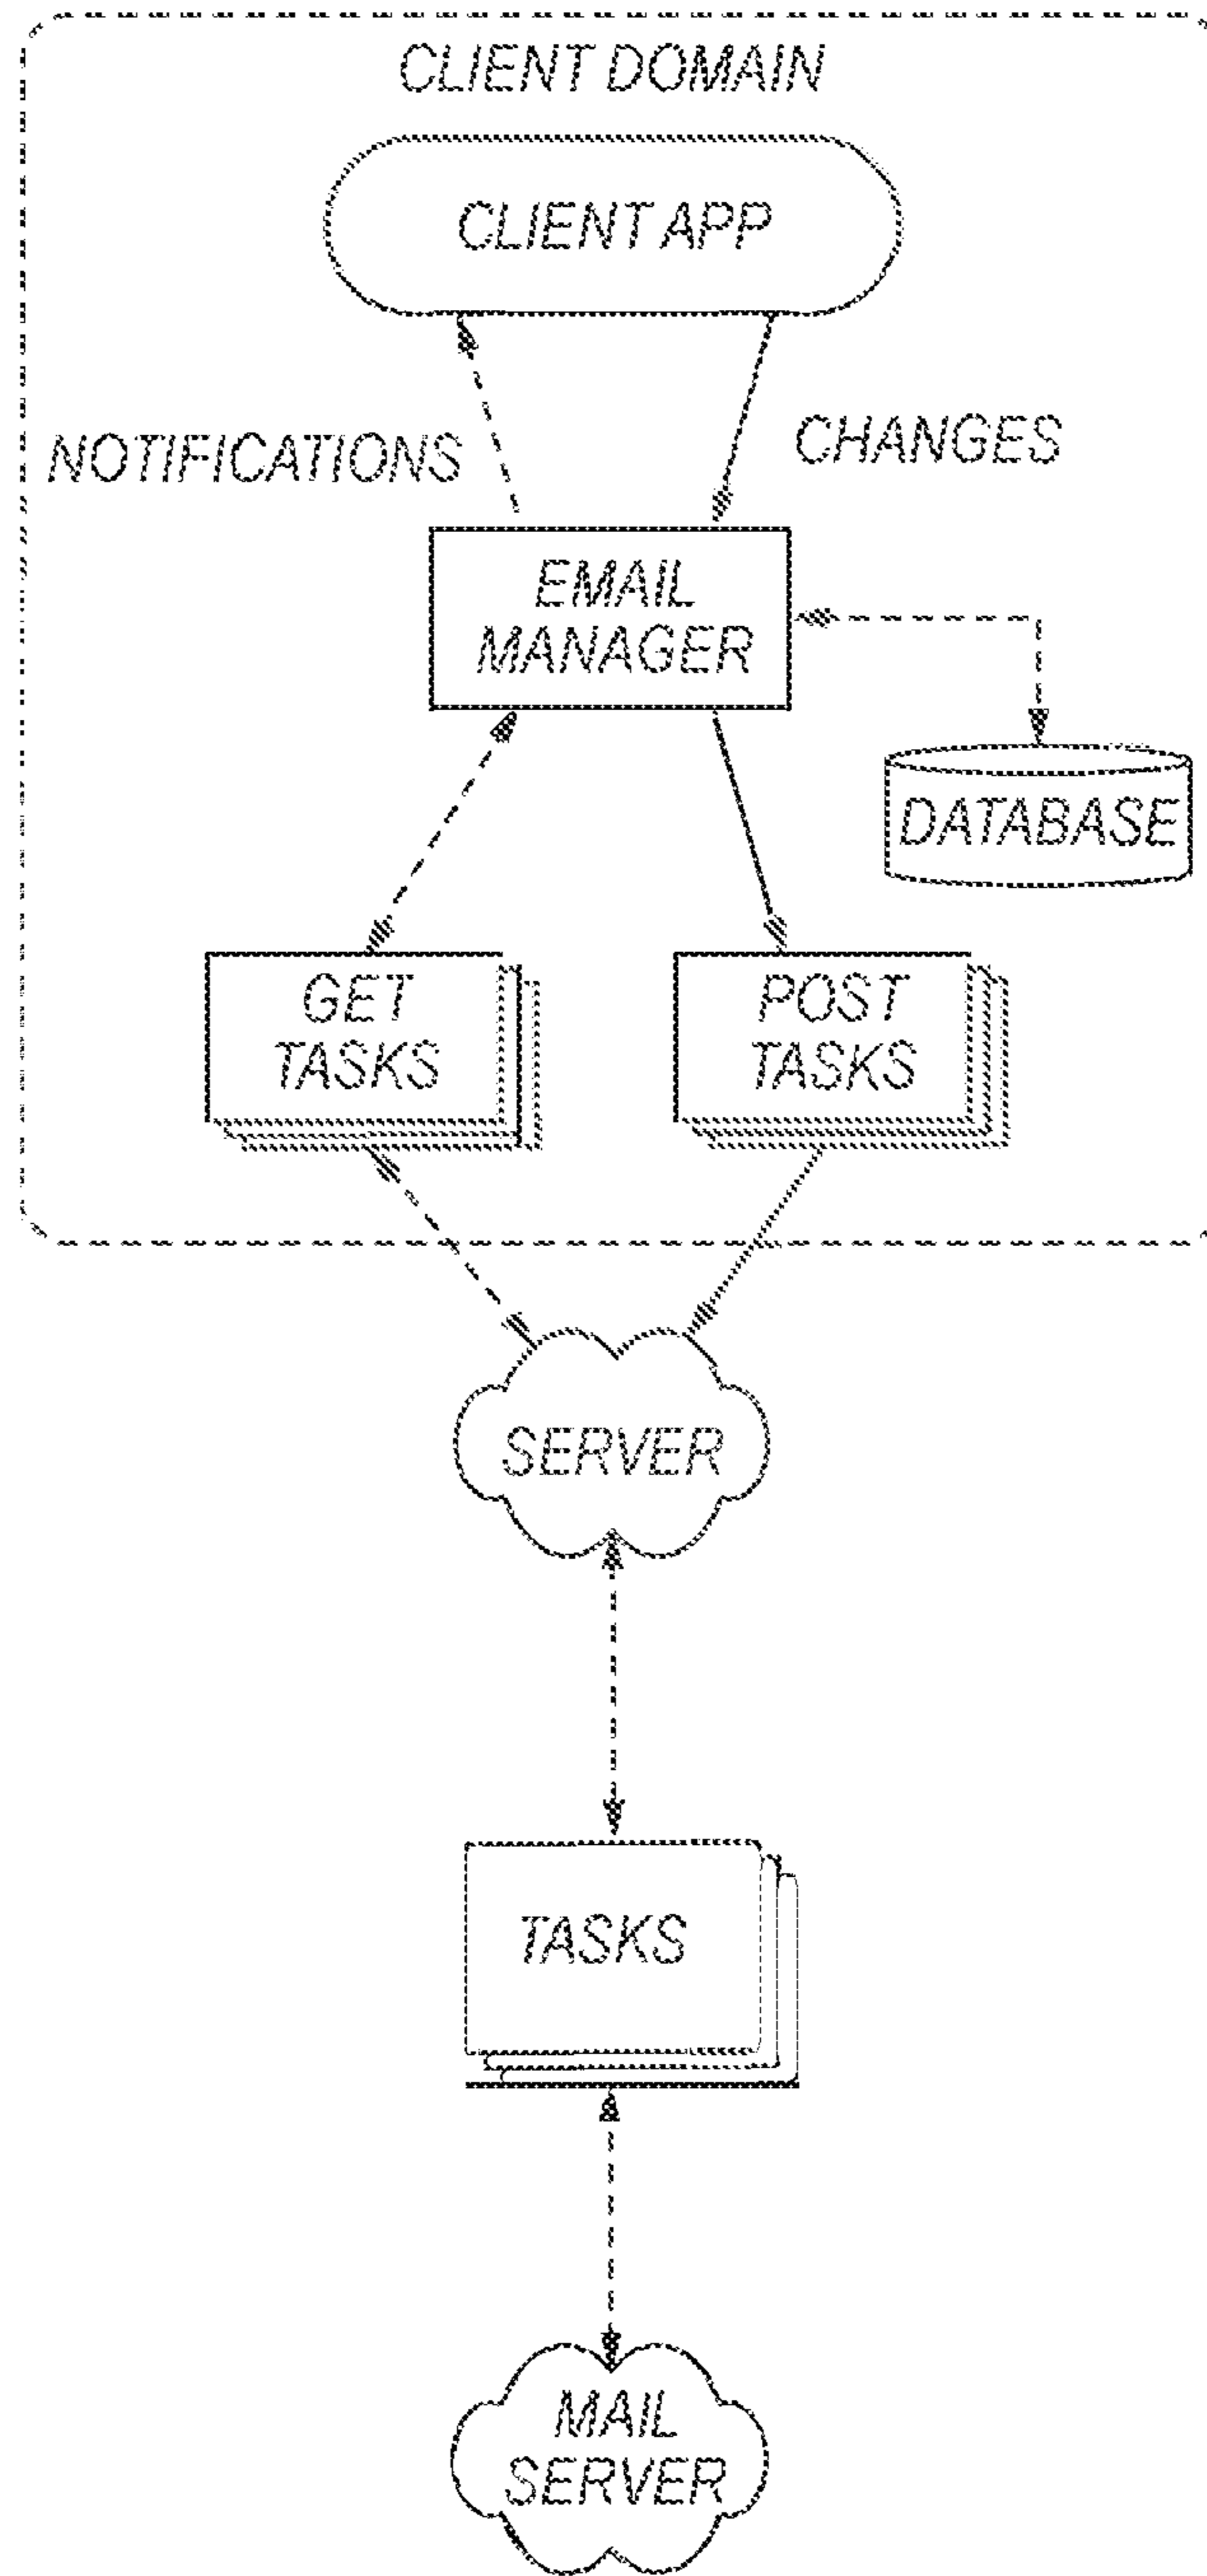 CLIENT DOMAIN
CLIENT APP
NOTIFICATIONS
CHANGES
EMAIL
MANAGER
DATABASE
GET
TASKS
POST
TASKS
SERVER
TASKS
MAIL
SERVER